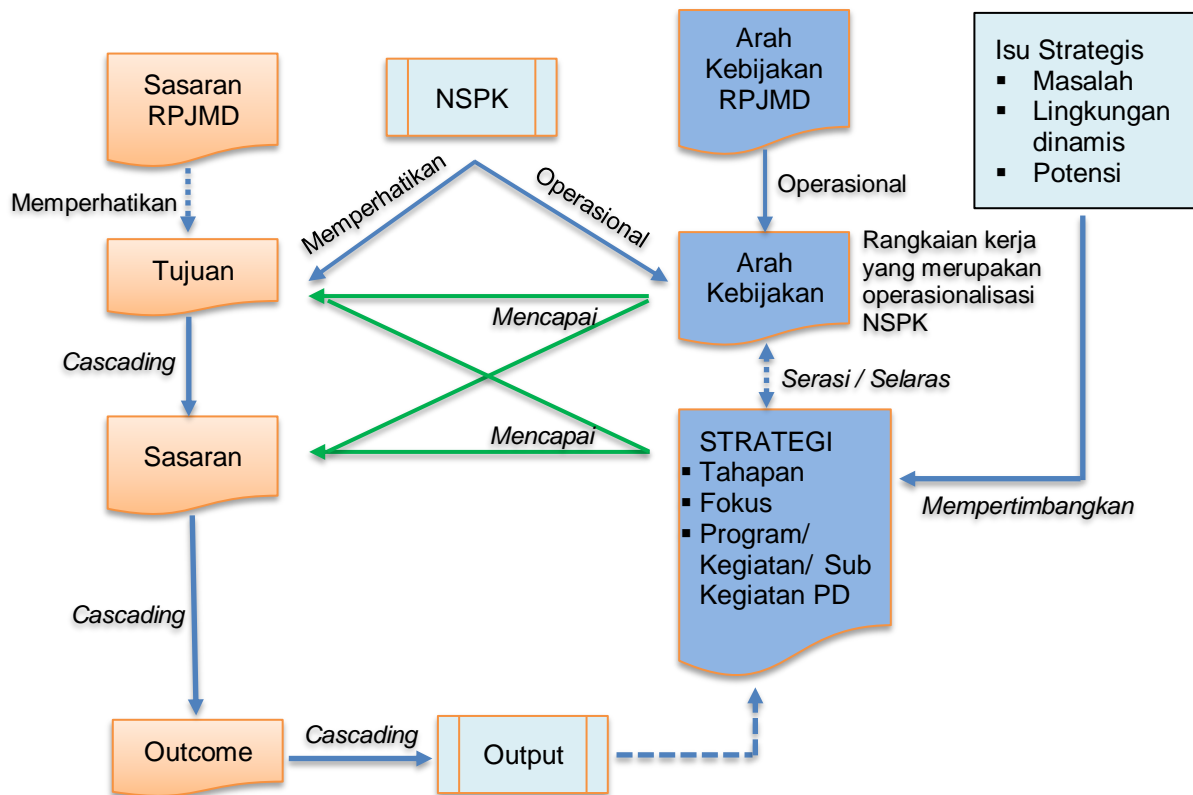 Sasaran
RPJMD
NSPK
Arah
Kebijakan
RPJMD
Isu Strategis
▪ Masalah
▪ Lingkungan
dinamis
▪ Potensi
Memperhatikan
Memperhatikan
Operasional
Operasional
Tujuan
Arah
Kebijakan
Rangkaian kerja
yang merupakan
operasionalisasi
NSPK
Mencapai
Cascading
Serasi / Selaras
Sasaran
Mencapai
STRATEGI
▪ Tahapan
▪ Fokus
▪ Program/
Kegiatan/ Sub
Kegiatan PD
Mempertimbangkan
Cascading
Outcome
Cascading
Output